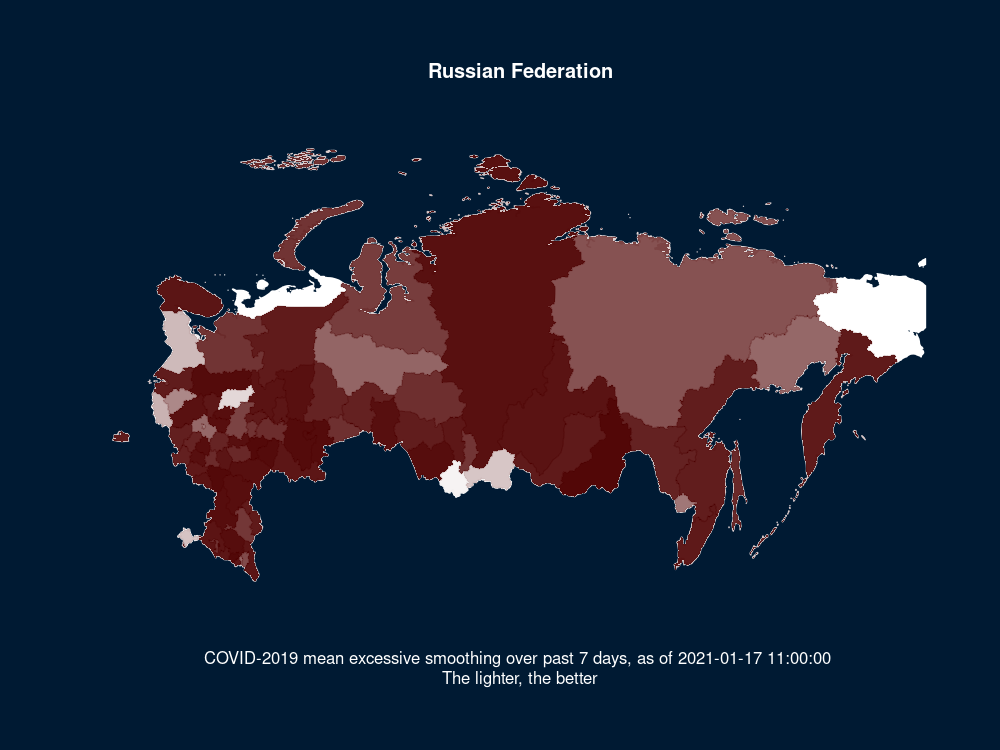 Russian Federation
COVID-2019 mean excessive smoothing over past 7 days, as of 2021-01-17 11:00:00
The lighter, the better